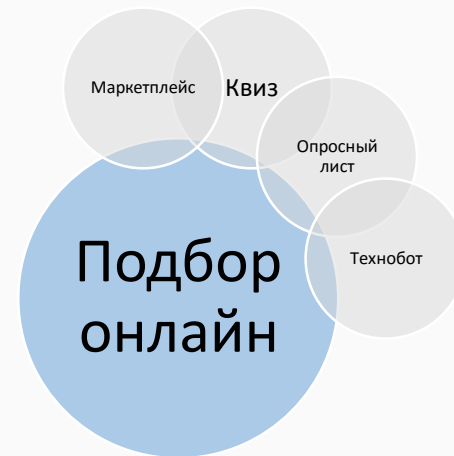 Маркетплейс
Квиз
Опросный
лист
Технобот
Подбор
онлайн